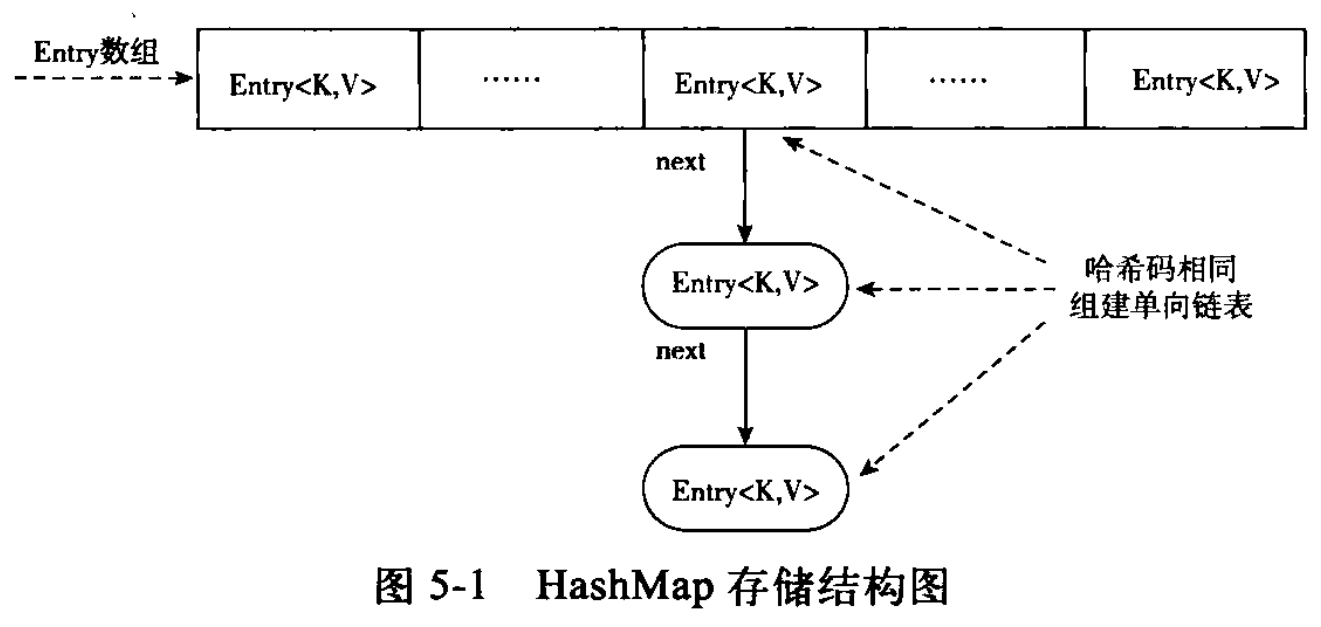 Entry数组
Entry<K,V> ...... Entry<K,V> ...... Entry<K,V>
next
Entry<K,V>
哈希码相同
组建单向链表
next
Entry<K,V>
图 5-1 HashMap 存储结构图